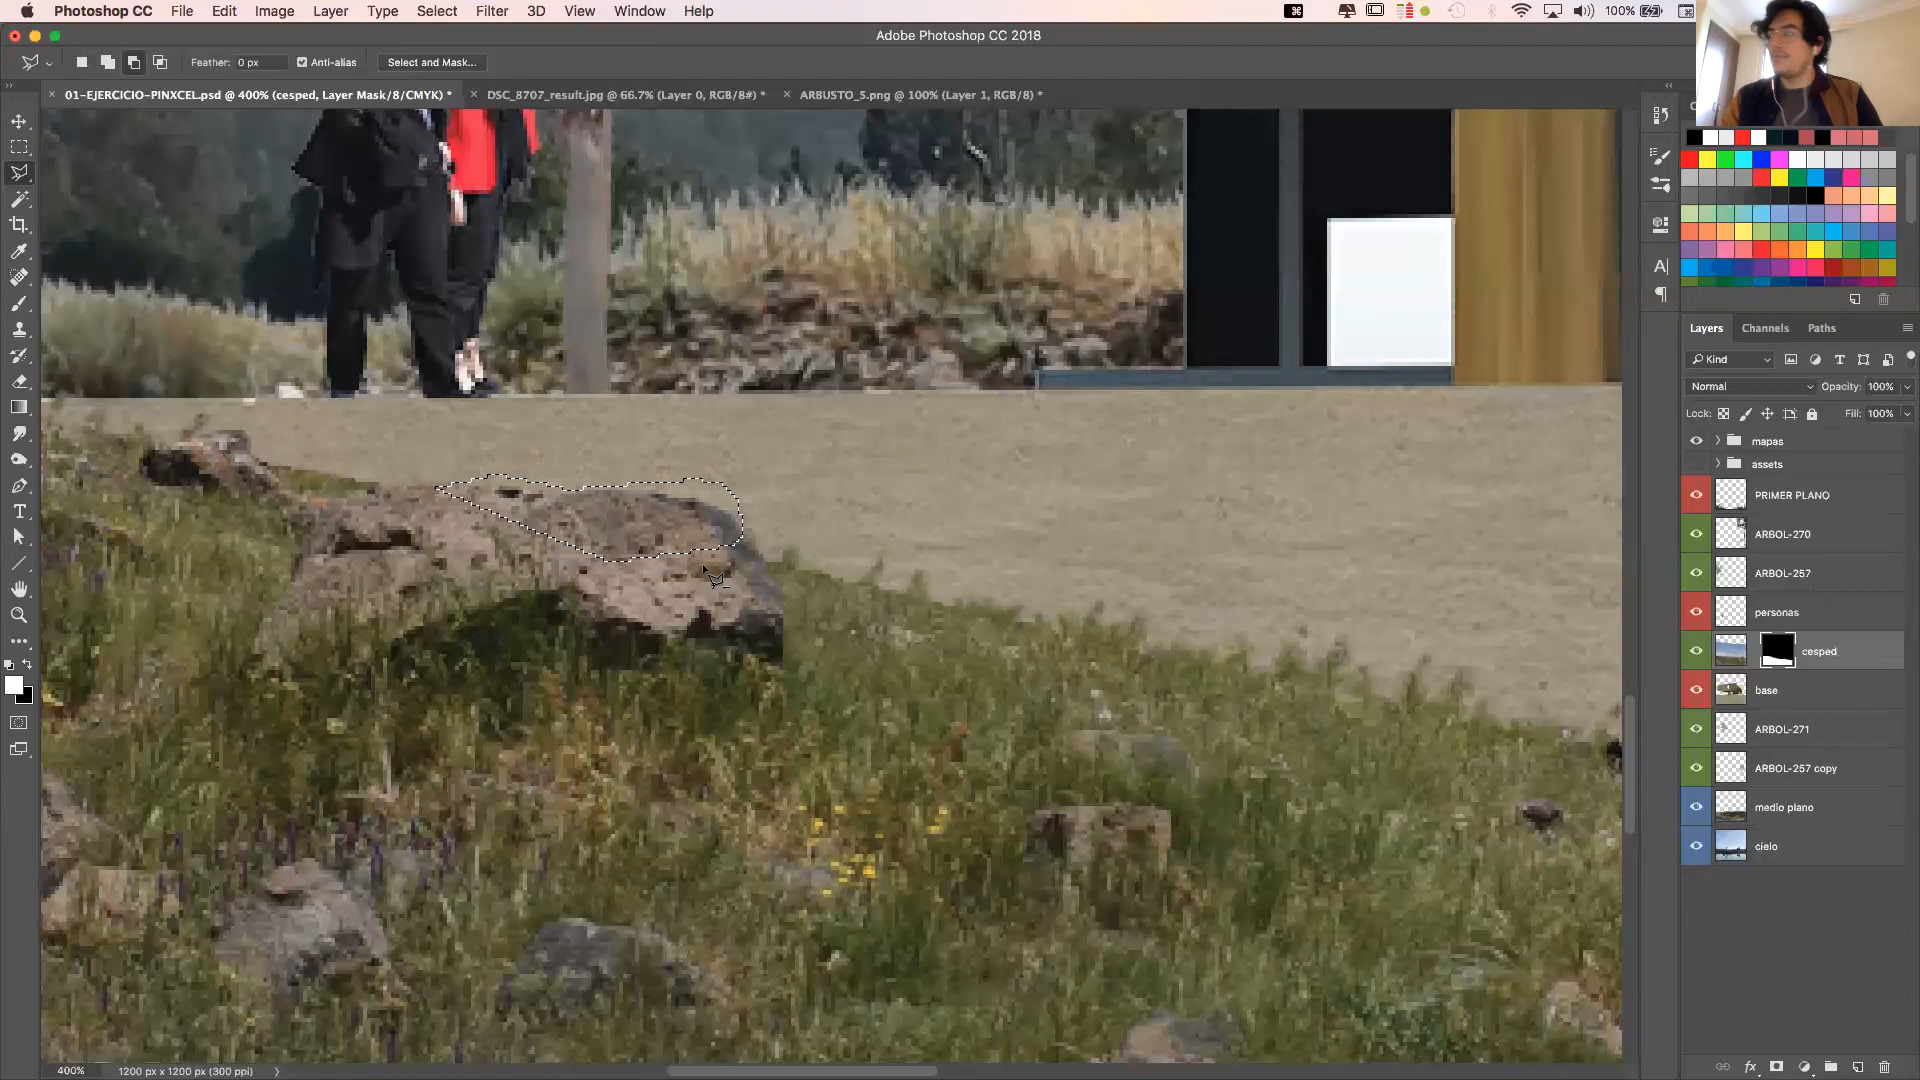 Photoshop CC File Edit Image Layer Type Select Filter 3D View Window Help 100%
Adobe Photoshop CC 2018
Feather: 0 px Anti-alias Select and Mask...
01-EJERCICIO-PINXCEL.psd @ 400% (cesped, Layer Mask/8/CMYK) * DSC_8707_result.jpg @ 66.7% (Layer 0, RGB/8#) * ARBUSTO_5.png @ 100% (Layer 1, RGB/8) *
Layers Channels Paths
Kind
Normal Opacity: 100%
Lock: Fill: 100%
mapas
assets
PRIMER PLANO
ARBOL-270
ARBOL-257
personas
cesped
base
ARBOL-271
ARBOL-257 copy
medio plano
cielo
400% 1200 px x 1200 px (300 ppi)